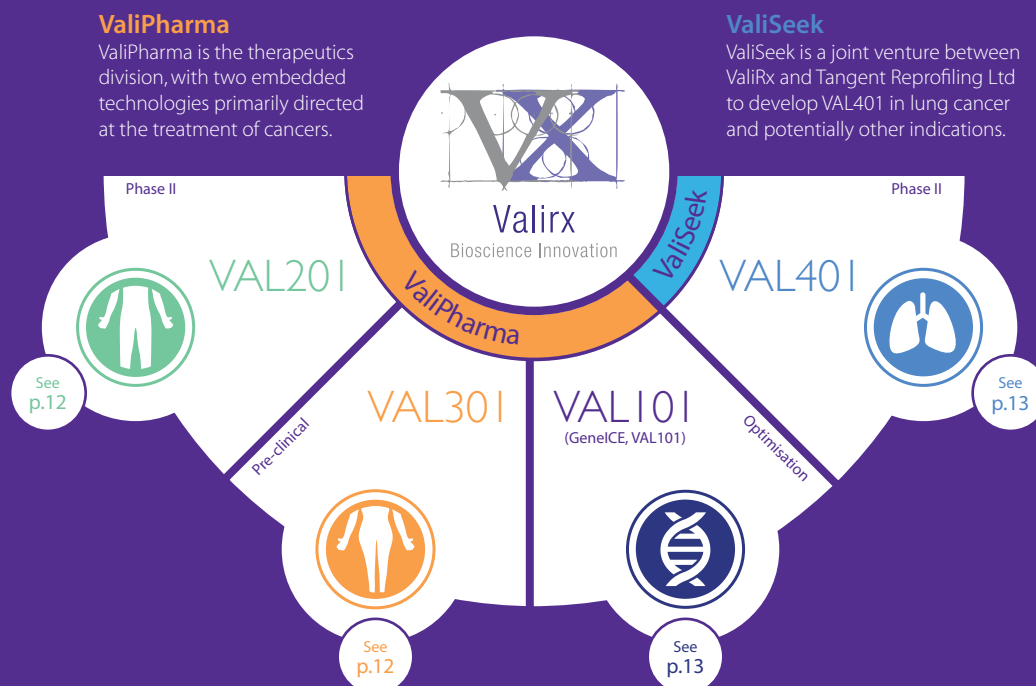 ValiPharma
ValiPharma is the therapeutics
division, with two embedded
technologies primarily directed
at the treatment of cancers.
ValiSeek
ValiSeek is a joint venture between
ValiRx and Tangent Reprofiling Ltd
to develop VAL401 in lung cancer
and potentially other indications.
VX
Valirx
Bioscience Innovation
ValiPharma
ValiSeek
Phase II
VAL201
See
p.12
Pre-clinical
VAL301
See
p.12
VAL101
(GeneICE, VAL101)
Optimisation
See
p.13
Phase II
VAL401
See
p.13